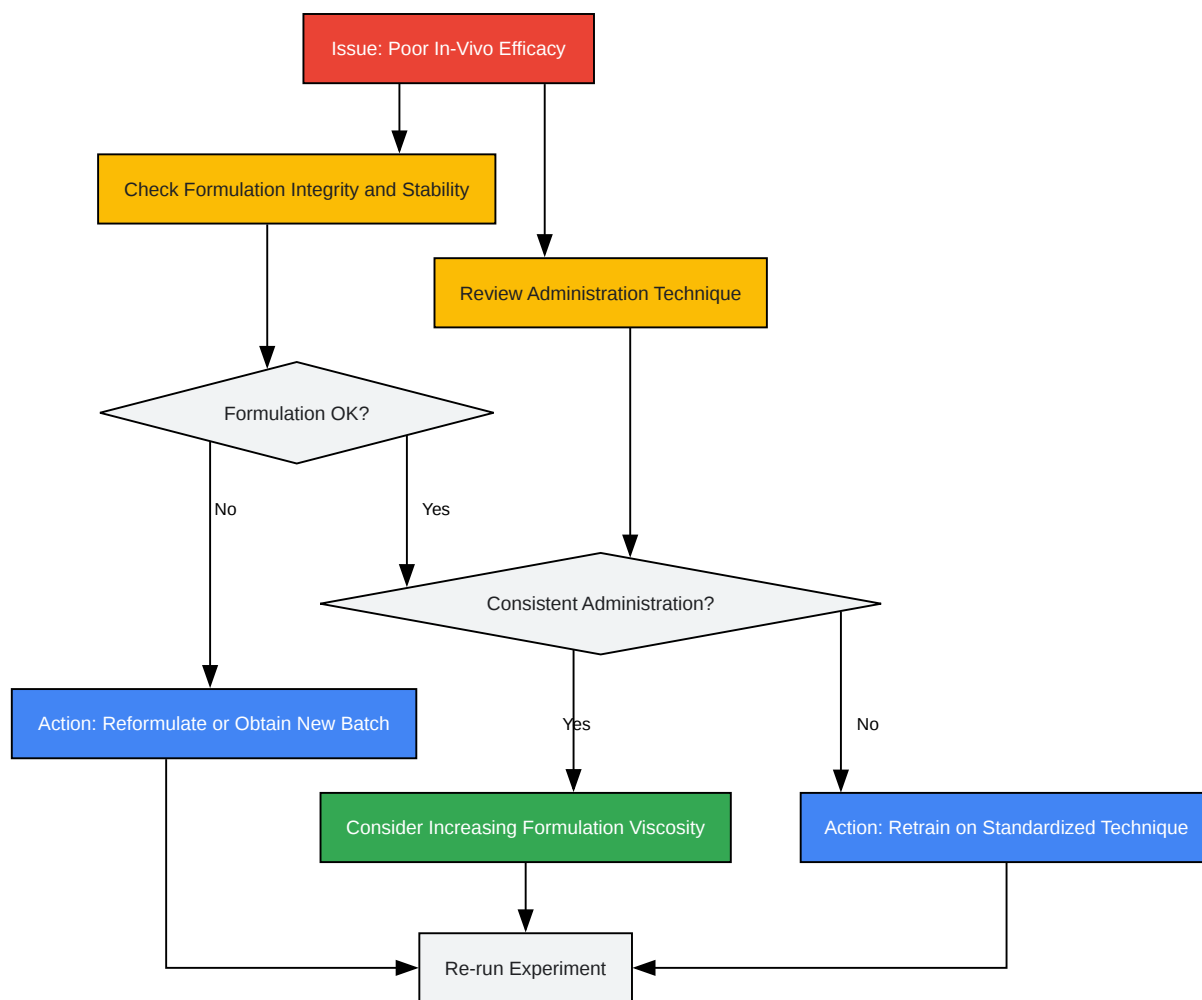 Issue: Poor In-Vivo Efficacy
Check Formulation Integrity and Stability
Review Administration Technique
Formulation OK?
No
Yes
Consistent Administration?
Action: Reformulate or Obtain New Batch
Yes
No
Consider Increasing Formulation Viscosity
Action: Retrain on Standardized Technique
Re-run Experiment